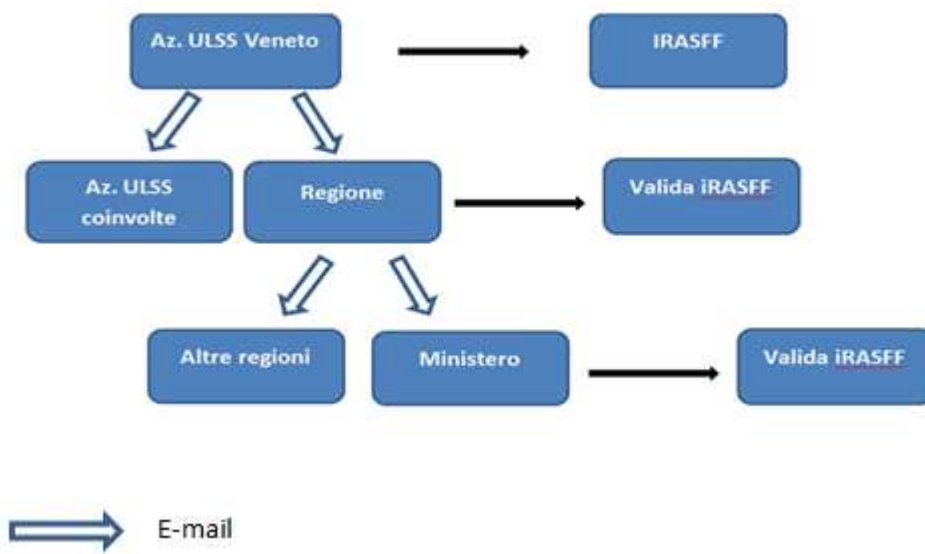 Az. ULSS Veneto
IRASFF
Az. ULSS
coinvolte
Regione
Valida iRASFF
Altre regioni
Ministero
Valida iRASFF
E-mail